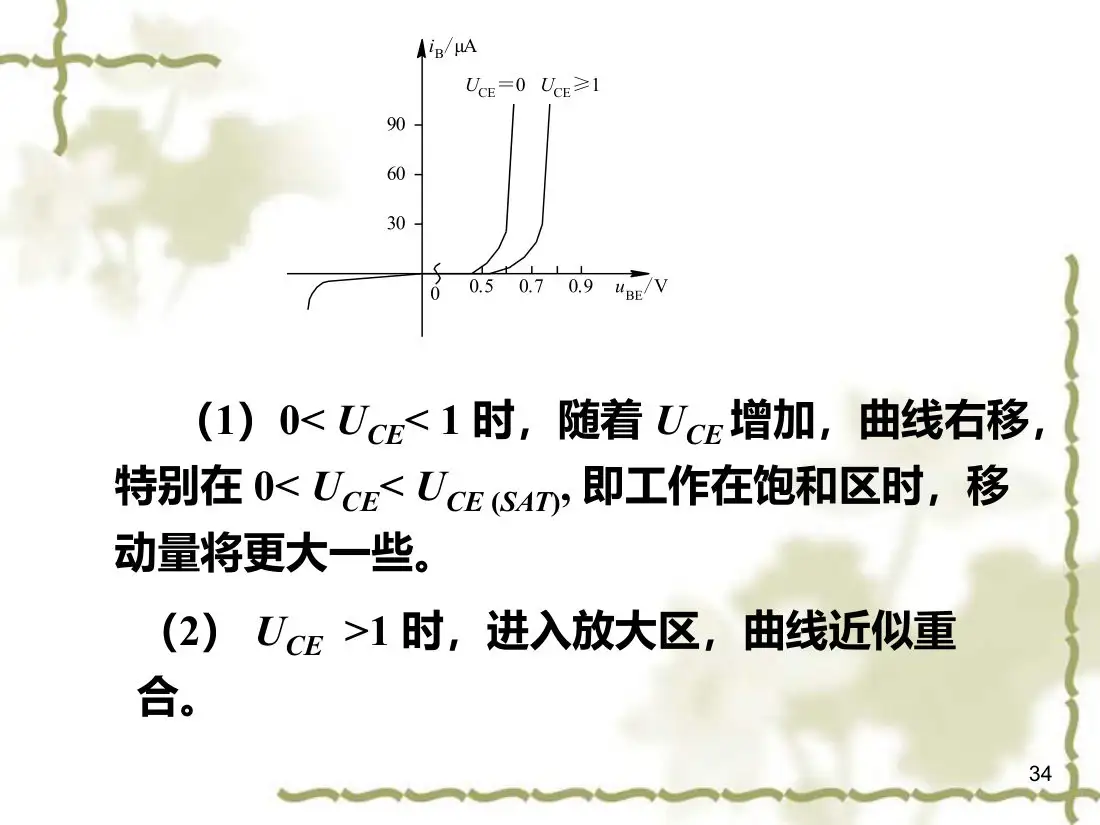 iB/μA
UCE=0 UCE≥1
90
60
30
0 0.5 0.7 0.9 uBE/V
（1）0< UCE< 1 时，随着 UCE 增加，曲线右移，
特别在 0< UCE< UCE (SAT), 即工作在饱和区时，移
动量将更大一些。
（2） UCE >1 时，进入放大区，曲线近似重
合。
34